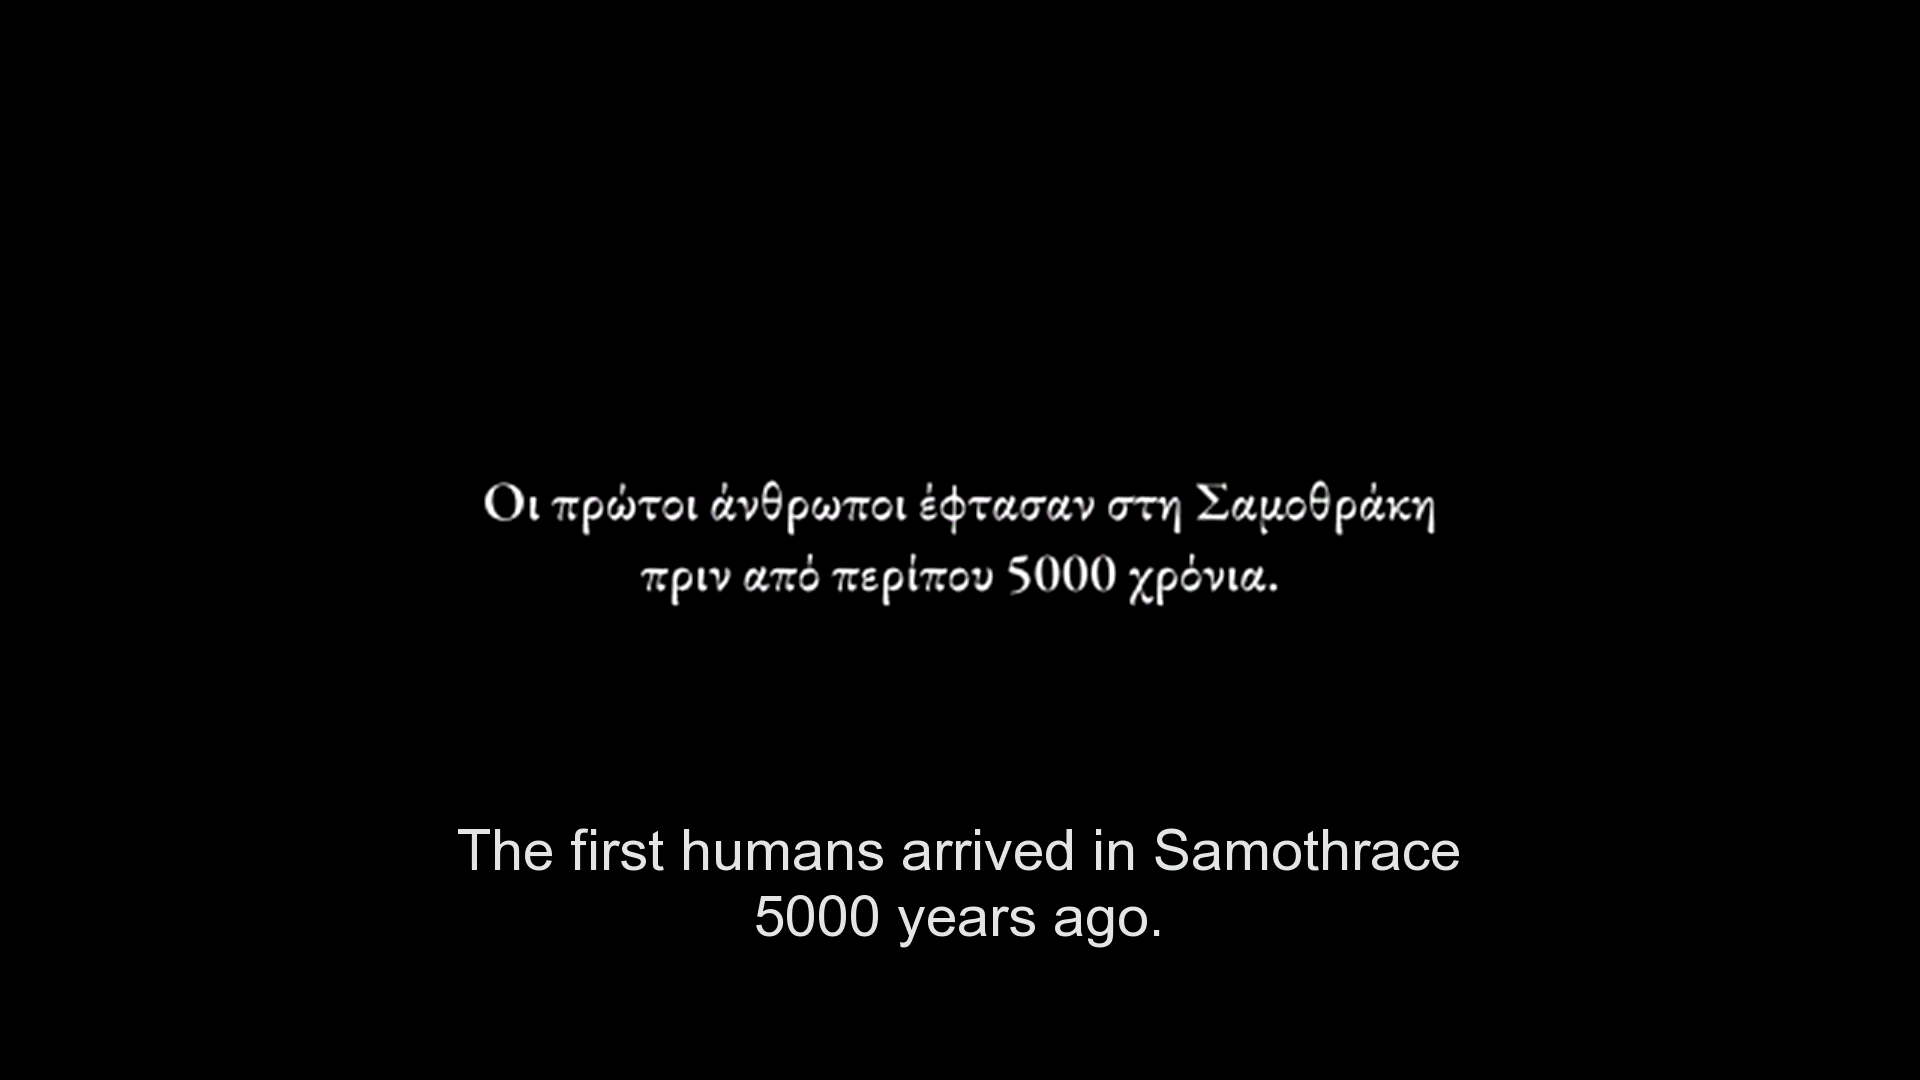 Οι πρώτοι άνθρωποι έφτασαν στη Σαμοθράκη
πριν από περίπου 5000 χρόνια.
The first humans arrived in Samothrace
5000 years ago.